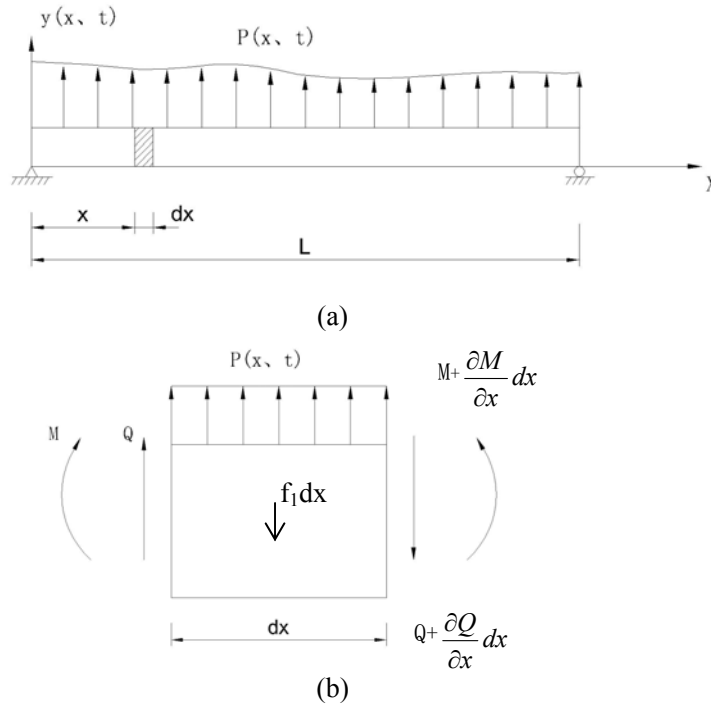 y(x、t)
P(x、t)
x
dx
L
(a)
P(x、t)
M+ ∂M/∂x dx
M
Q
f₁dx
dx
Q+ ∂Q/∂x dx
(b)